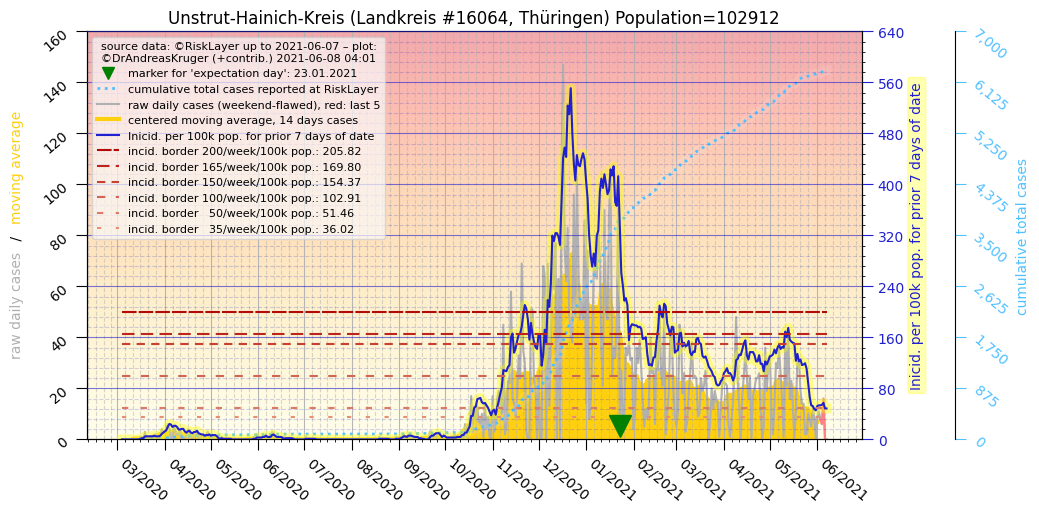 Unstrut-Hainich-Kreis (Landkreis #16064, Thüringen) Population=102912
source data: ©RiskLayer up to 2021-06-07 – plot:
©DrAndreasKruger (+contrib.) 2021-06-08 04:01
marker for 'expectation day': 23.01.2021
cumulative total cases reported at RiskLayer
raw daily cases (weekend-flawed), red: last 5
centered moving average, 14 days cases
Inicid. per 100k pop. for prior 7 days of date
incid. border 200/week/100k pop.: 205.82
incid. border 165/week/100k pop.: 169.80
incid. border 150/week/100k pop.: 154.37
incid. border 100/week/100k pop.: 102.91
incid. border 50/week/100k pop.: 51.46
incid. border 35/week/100k pop.: 36.02
raw daily cases / moving average
160
140
120
100
80
60
40
20
0
640
560
480
400
320
240
160
80
0
Inicid. per 100k pop. for prior 7 days of date
7,000
6,125
5,250
4,375
3,500
2,625
1,750
875
0
cumulative total cases
03/2020
04/2020
05/2020
06/2020
07/2020
08/2020
09/2020
10/2020
11/2020
12/2020
01/2021
02/2021
03/2021
04/2021
05/2021
06/2021